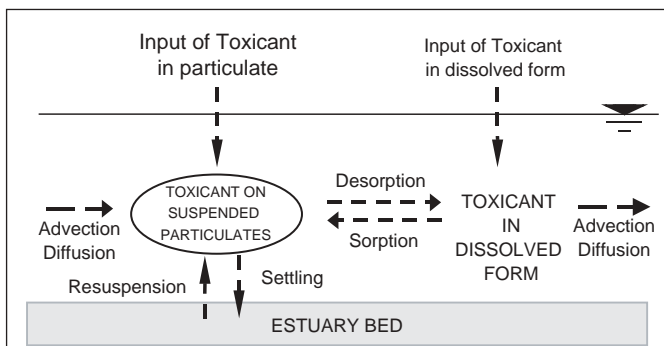 Input of Toxicant
in particulate
Input of Toxicant
in dissolved form
TOXICANT ON
SUSPENDED
PARTICULATES
Desorption
Sorption
TOXICANT
IN
DISSOLVED
FORM
Advection
Diffusion
Advection
Diffusion
Resuspension
Settling
ESTUARY BED